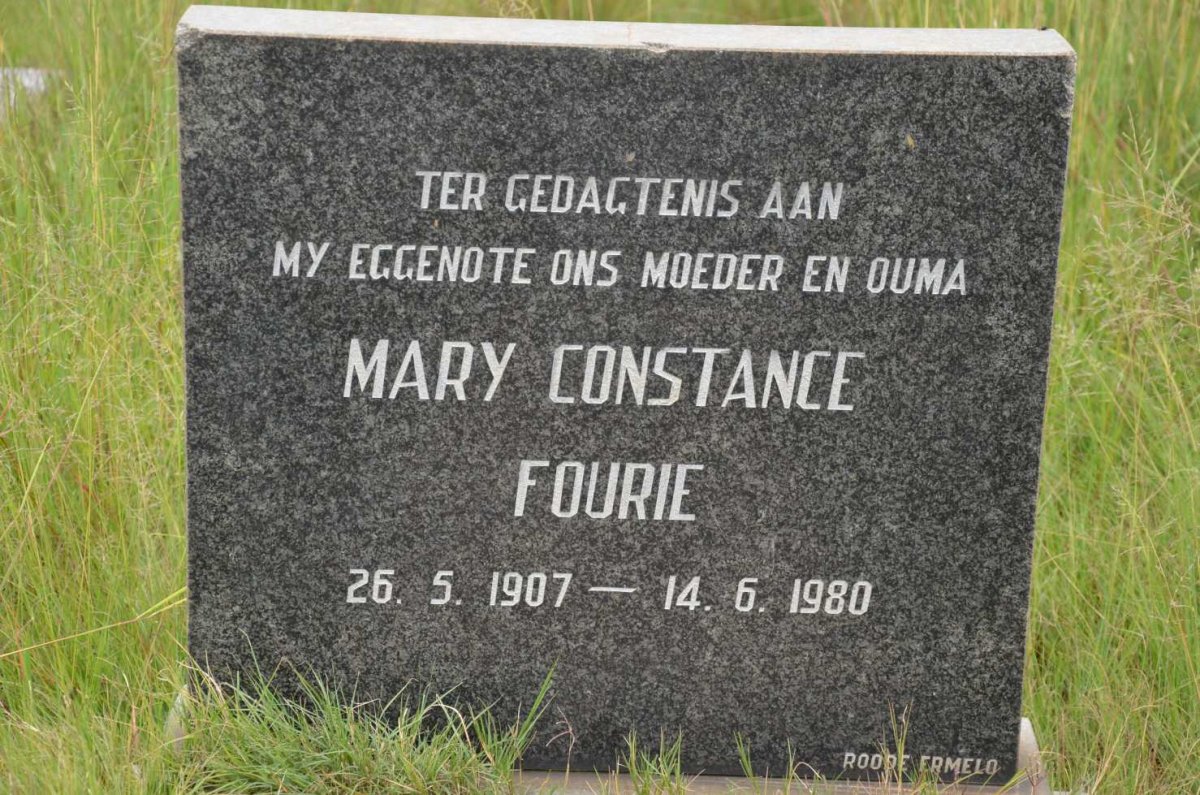 TER GEDAGTENIS AAN
MY EGGENOTE ONS MOEDER EN OUMA
MARY CONSTANCE
FOURIE
26. 5. 1907 — 14. 6. 1980
ROODE ERMELO